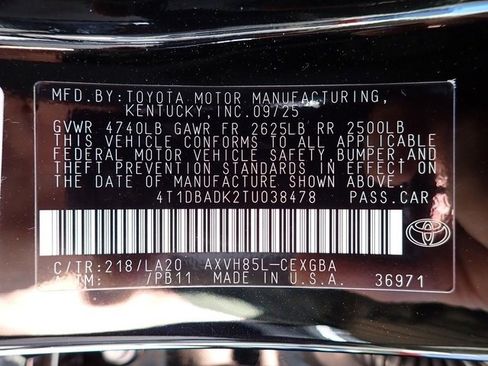 MFD.BY:TOYOTA MOTOR MANUFACTURING,
KENTUCKY,INC.09/25
GVWR 4740LB GAWR FR 2625LB RR 2500LB
THIS VEHICLE CONFORMS TO ALL APPLICABLE
FEDERAL MOTOR VEHICLE SAFETY,BUMPER,AND
THEFT PREVENTION STANDARDS IN EFFECT ON
THE DATE OF MANUFACTURE SHOWN ABOVE.
4T1DBADK2TU038478 PASS.CAR
C/TR:218/LA20 AXVH85L-CEXGBA
/PB11 MADE IN U.S.A. 36971
TOYOTA